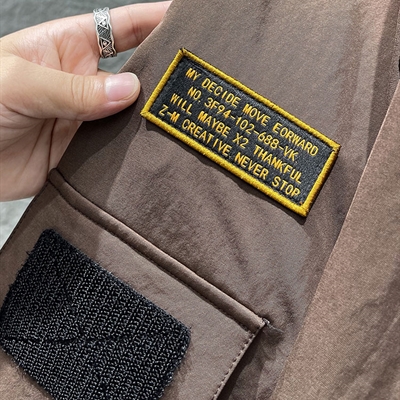 MY DECIDE MOVE EORWARD
NO 3F94-102-688-VK
WILL MAYBE X2 THANKFUL
Z-M CREATIVE NEVER STOP